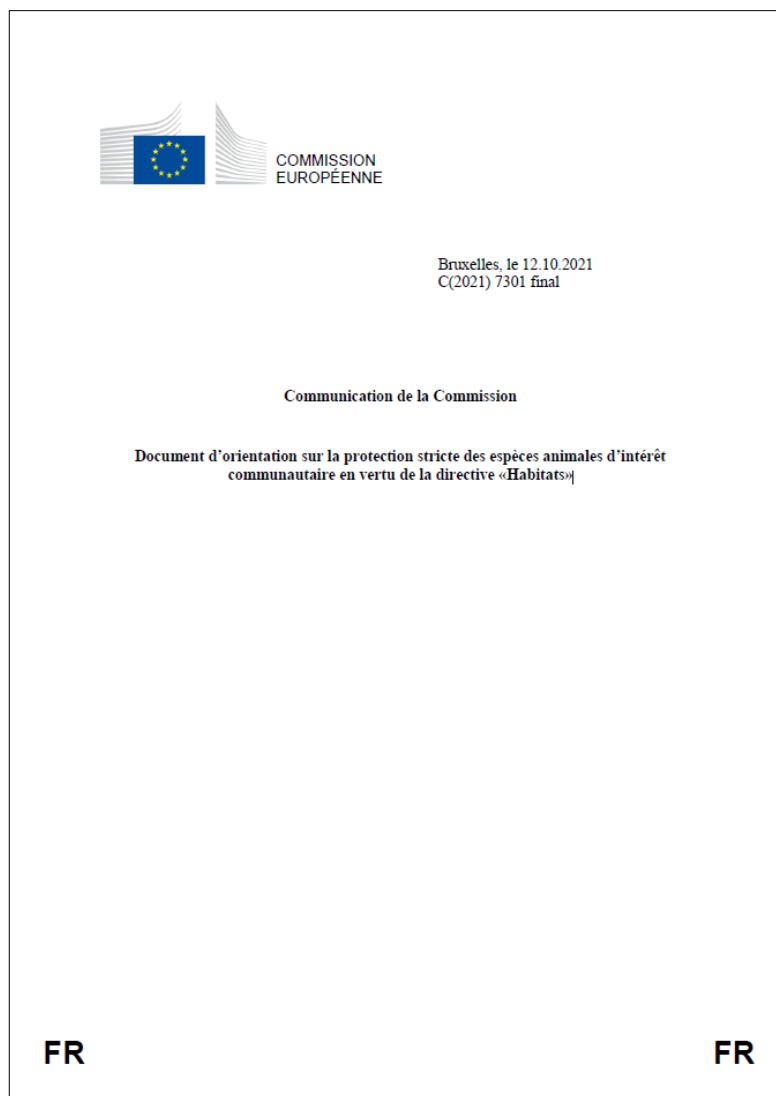 COMMISSION
EUROPÉENNE
Bruxelles, le 12.10.2021
C(2021) 7301 final
Communication de la Commission
Document d’orientation sur la protection stricte des espèces animales d’intérêt
communautaire en vertu de la directive «Habitats»
FR FR